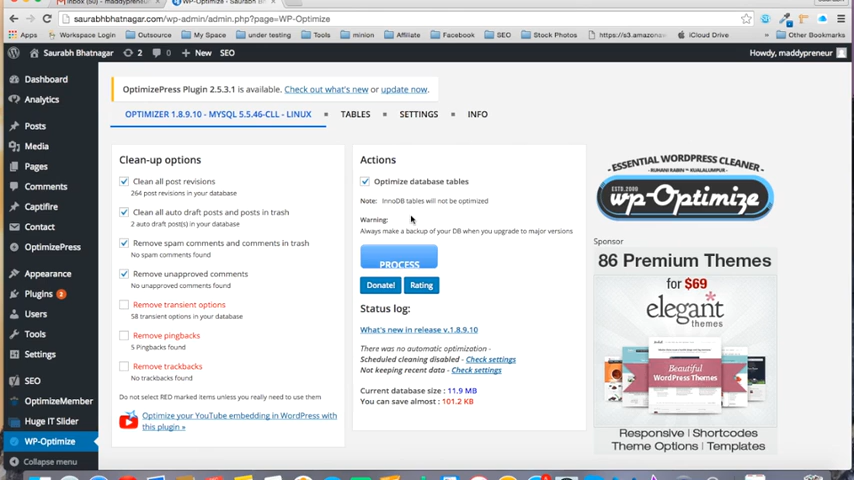 Inbox (50) - maddypreneur
WP-Optimize ‹ Saurabh Bhat
saurabhbhatnagar.com/wp-admin/admin.php?page=WP-Optimize
Apps
Weekspace Login
Outsource
My Space
under testing
Tools
minion
Affiliate
Facebook
SEO
Stock Photos
https://s3.amazonaw
iCloud Drive
Other Bookmarks
Saurabh Bhatnagar
2
0
New
SEO
Howdy, maddypreneur
Dashboard
Analytics
Posts
Media
Pages
Comments
Captfire
Contact
OptimizePress
Appearance
Plugins 2
Users
Tools
Settings
SEO
OptimizeMember
Huge IT Slider
WP-Optimize
Collapse menu
OptimizePress Plugin 2.5.3.1 is available. Check out what's new or update now.
OPTIMIZER 1.8.9.10 - MYSQL 5.5.46-CLL - LINUX
TABLES
SETTINGS
INFO
Clean-up options
Clean all post revisions
264 post revisions in your database
Clean all auto draft posts and posts in trash
2 auto draft post(s) in your database
Remove spam comments and comments in trash
No spam comments found
Remove unapproved comments
No unapproved comments found
Remove transient options
58 transient options in your database
Remove pingbacks
5 Pingbacks found
Remove trackbacks
No trackbacks found
Do not select RED marked items unless you really need to use them
Optimize your YouTube embedding in WordPress with
this plugin »
Actions
Optimize database tables
Note: InnoDB tables will not be optimized
Warning:
Always make a backup of your DB when you upgrade to major versions
PROCESS
Donate!
Rating
Status log:
What's new in release v.1.8.9.10
There was no automatic optimization -
Scheduled cleaning disabled - Check settings
Not keeping recent data - Check settings
Current database size : 11.9 MB
You can save almost : 101.2 KB
ESSENTIAL WORDPRESS CLEANER
RUHANI RABIN KUALALUMPUR
wp-Optimize
Sponsor
86 Premium Themes
for $69
elegant
themes
Beautiful
WordPress Themes
Responsive | Shortcodes
Theme Options | Templates